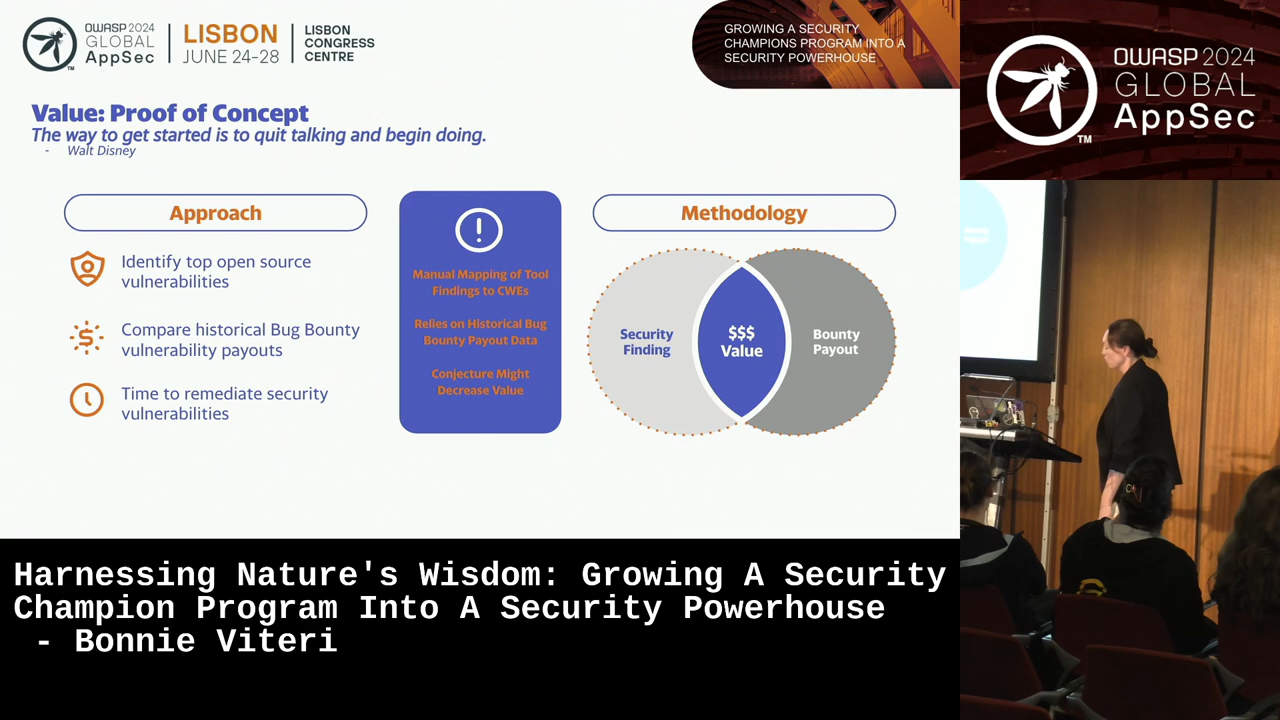 OWASP 2024
GLOBAL
AppSec
TM
LISBON
JUNE 24-28
LISBON
CONGRESS
CENTRE
GROWING A SECURITY
CHAMPIONS PROGRAM INTO A
SECURITY POWERHOUSE
OWASP 2024
GLOBAL
AppSec
TM
Value: Proof of Concept
The way to get started is to quit talking and begin doing.
- Walt Disney
Approach
Identify top open source
vulnerabilities
Compare historical Bug Bounty
vulnerability payouts
Time to remediate security
vulnerabilities
!
Manual Mapping of Tool
Findings to CWEs
Relies on Historical Bug
Bounty Payout Data
Conjecture Might
Decrease Value
Methodology
Security
Finding
$$$
Value
Bounty
Payout
Harnessing Nature's Wisdom: Growing A Security
Champion Program Into A Security Powerhouse
- Bonnie Viteri